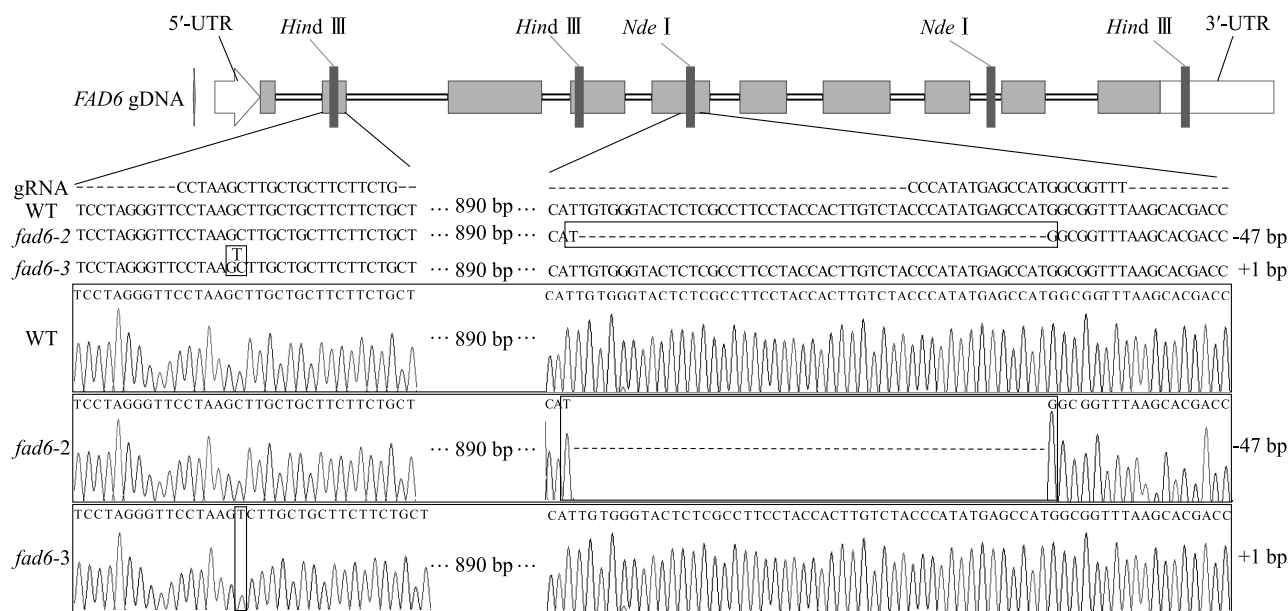 5′-UTR Hind Ⅲ Hind Ⅲ Nde Ⅰ Nde Ⅰ Hind Ⅲ 3′-UTR
FAD6 gDNA
gRNA ---------CCTAAGCTTGCTGCTTCTTCTG-- -----------------------------CCCATATGAGCCATGGCGGTTT---------
WT TCCTAGGGTTCCTAAGCTTGCTGCTTCTTCTGCT ··· 890 bp ··· CATTGTGGGTACTCTCGCCTTCCTACCACTTGTCTACCCATATGAGCCATGGCGGTTTAAGCACGACC
fad6-2 TCCTAGGGTTCCTAAGCTTGCTGCTTCTTCTGCT ··· 890 bp ··· CAT-----------------------------------------------GGCGGTTTAAGCACGACC -47 bp
T
fad6-3 TCCTAGGGTTCCTAAGCTTGCTGCTTCTTCTGCT ··· 890 bp ··· CATTGTGGGTACTCTCGCCTTCCTACCACTTGTCTACCCATATGAGCCATGGCGGTTTAAGCACGACC +1 bp
TCCTAGGGTTCCTAAGCTTGCTGCTTCTTCTGCT CATTGTGGGTACTCTCGCCTTCCTACCACTTGTCTACCCATATGAGCCATGGCGGTTTAAGCACGACC
WT ··· 890 bp ···
TCCTAGGGTTCCTAAGCTTGCTGCTTCTTCTGCT CAT GGCGGTTTAAGCACGACC
fad6-2 ··· 890 bp ··· -47 bp
TCCTAGGGTTCCTAAGTCTTGCTGCTTCTTCTGCT CATTGTGGGTACTCTCGCCTTCCTACCACTTGTCTACCCATATGAGCCATGGCGGTTTAAGCACGACC
fad6-3 ··· 890 bp ··· +1 bp